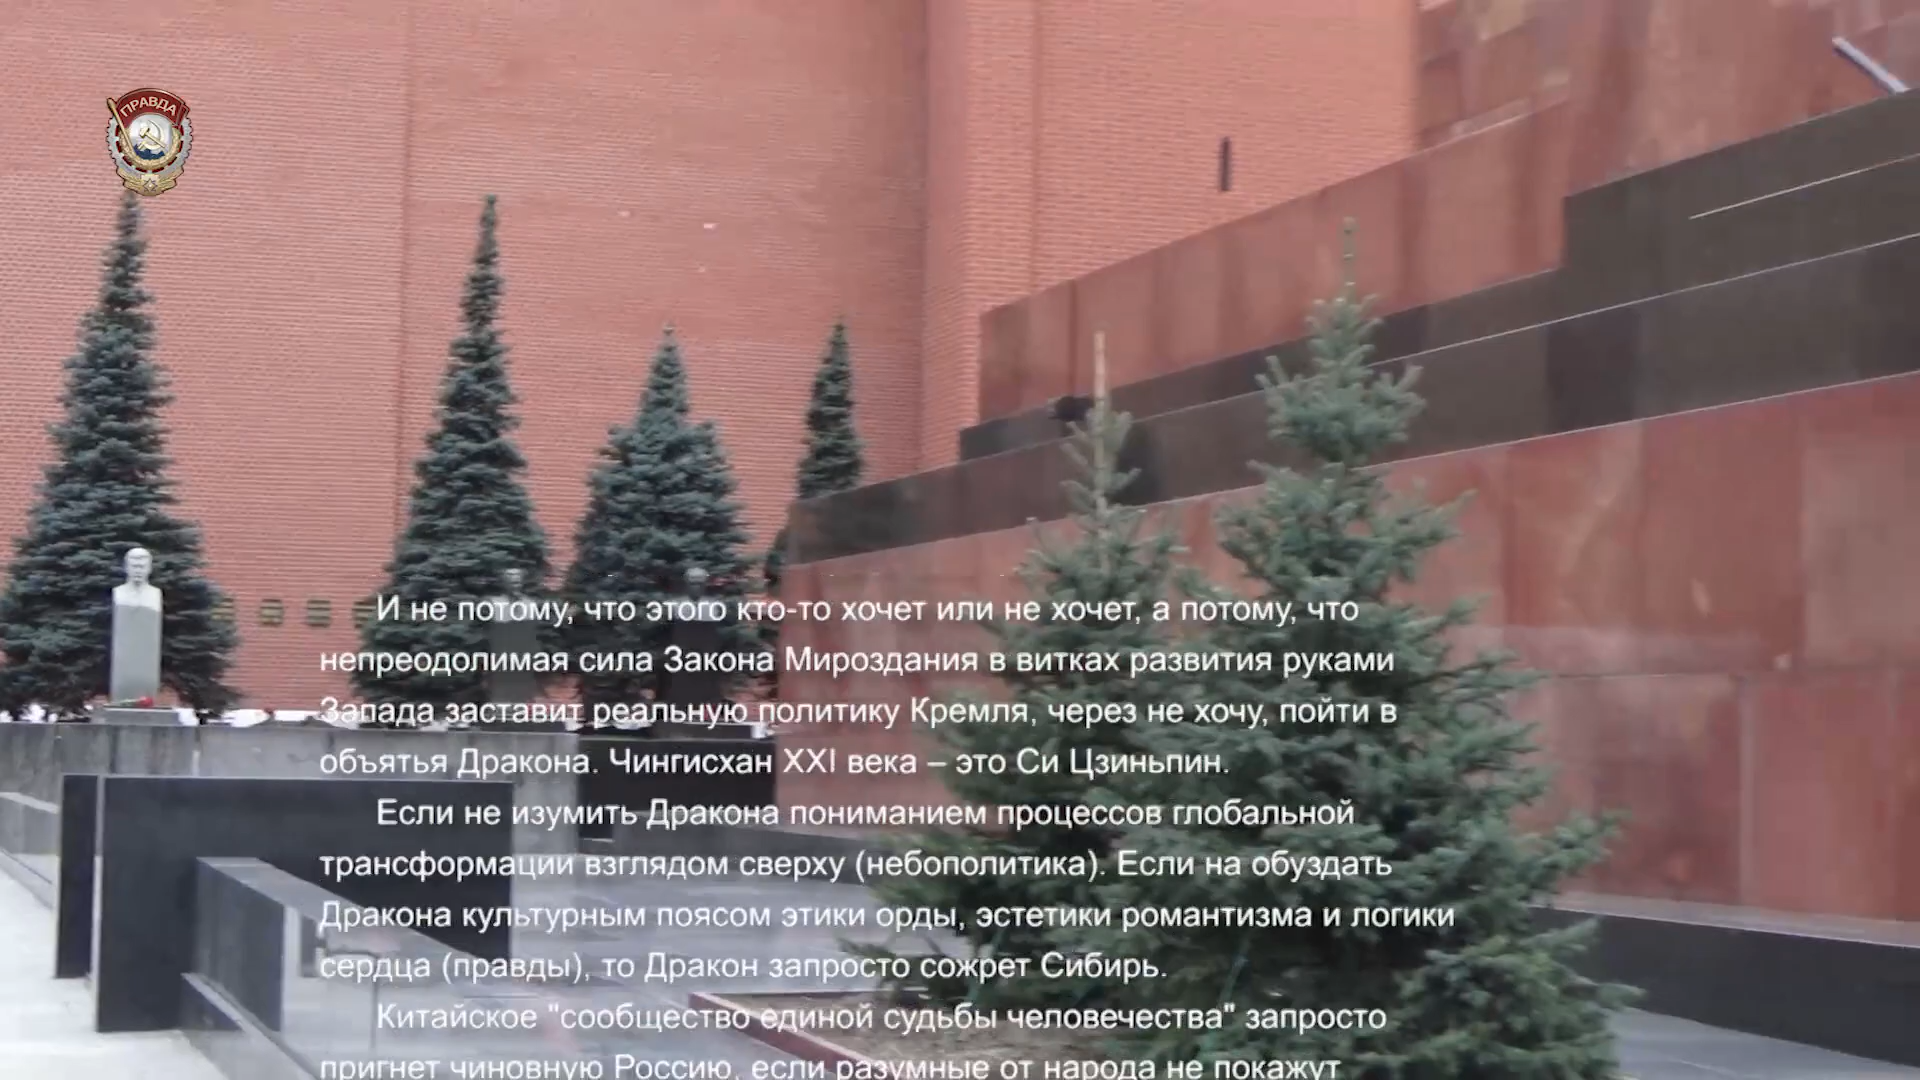 ПРАВДА
И не потому, что этого кто-то хочет или не хочет, а потому, что
непреодолимая сила Закона Мироздания в витках развития руками
Запада заставит реальную политику Кремля, через не хочу, пойти в
объятья Дракона. Чингисхан XXI века – это Си Цзиньпин.
Если не изумить Дракона пониманием процессов глобальной
трансформации взглядом сверху (небополитика). Если на обуздать
Дракона культурным поясом этики орды, эстетики романтизма и логики
сердца (правды), то Дракон запросто сожрет Сибирь.
Китайское "сообщество единой судьбы человечества" запросто
пригнет чиновную Россию, если разумные от народа не покажут